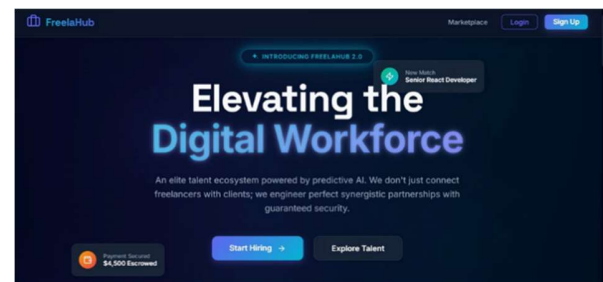 FreelaHub
Marketplace
Login
Sign Up
INTRODUCING FREELAHUB 2.0
New Match
Senior React Developer
Elevating the
Digital Workforce
An elite talent ecosystem powered by predictive AI. We don't just connect
freelancers with clients; we engineer perfect synergistic partnerships with
guaranteed security.
Start Hiring →
Explore Talent
Payment Secured
$4,500 Escrowed